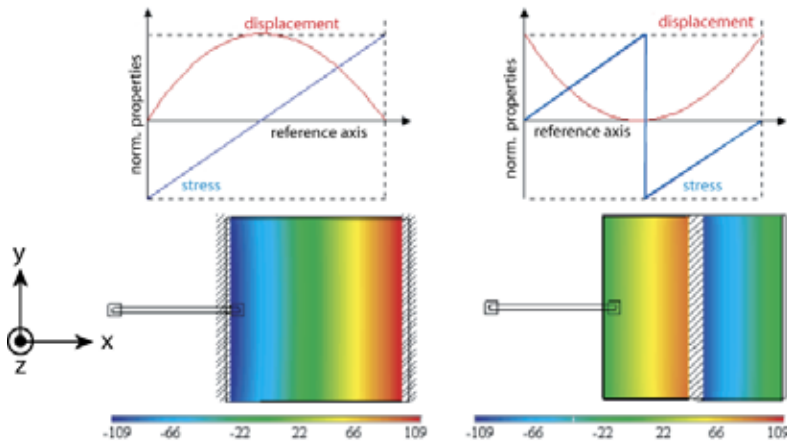 displacement
norm. properties
reference axis
stress
displacement
norm. properties
reference axis
stress
y
x
z
-109 -66 -22 22 66 109
-109 -66 -22 22 66 109